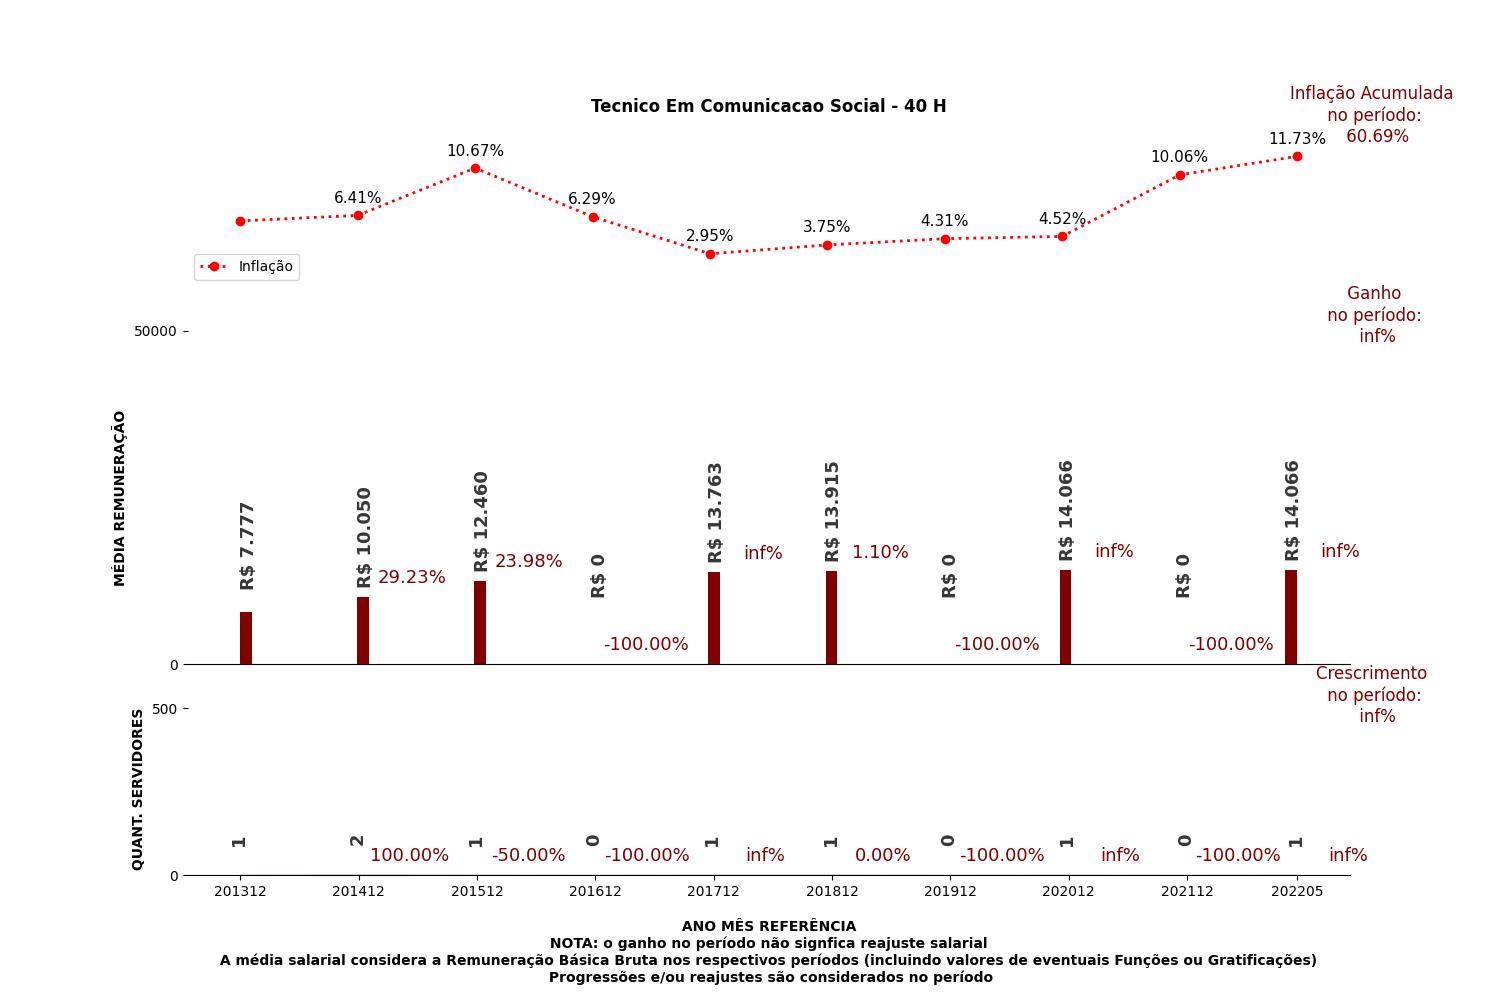 Tecnico Em Comunicacao Social - 40 H
Inflação Acumulada
no período:
60.69%
6.41%
10.67%
6.29%
2.95%
3.75%
4.31%
4.52%
10.06%
11.73%
Inflação
Ganho
no período:
inf%
MÉDIA REMUNERAÇÃO
50000
0
R$ 7.777
R$ 10.050
R$ 12.460
R$ 0
R$ 13.763
R$ 13.915
R$ 0
R$ 14.066
R$ 0
R$ 14.066
29.23%
23.98%
-100.00%
inf%
1.10%
-100.00%
inf%
-100.00%
inf%
Crescrimento
no período:
inf%
QUANT. SERVIDORES
500
0
1
2
1
0
1
1
0
1
0
1
100.00%
-50.00%
-100.00%
inf%
0.00%
-100.00%
inf%
-100.00%
inf%
201312
201412
201512
201612
201712
201812
201912
202012
202112
202205
ANO MÊS REFERÊNCIA
NOTA: o ganho no período não signfica reajuste salarial
A média salarial considera a Remuneração Básica Bruta nos respectivos períodos (incluindo valores de eventuais Funções ou Gratificações)
Progressões e/ou reajustes são considerados no período